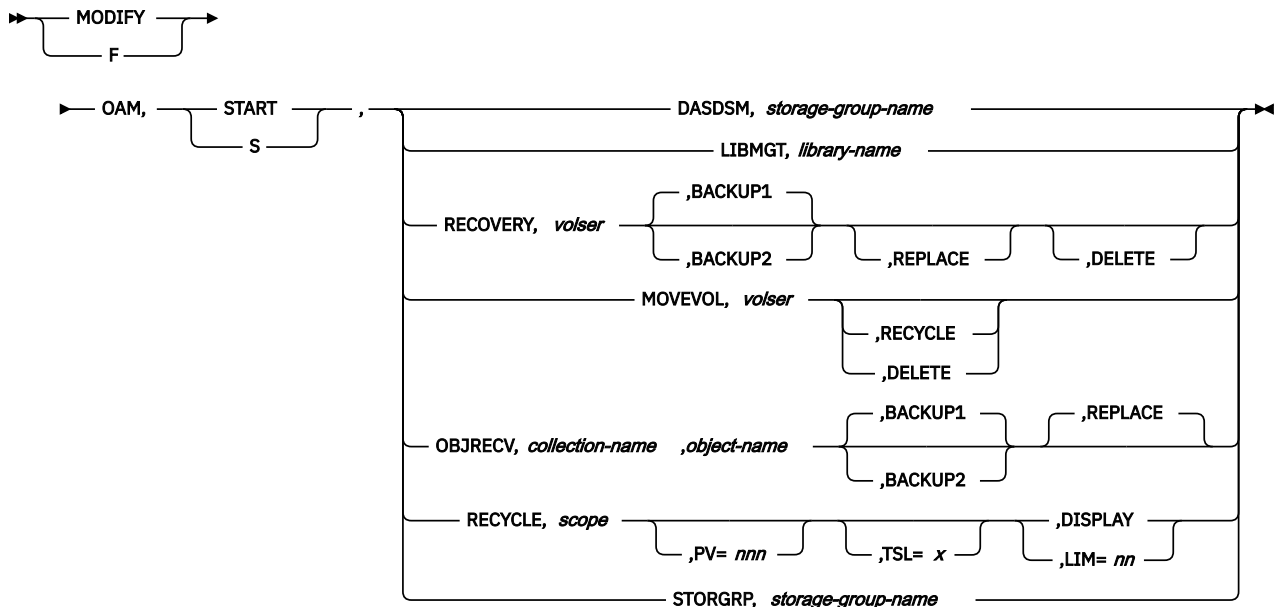 MODIFY
F
OAM, START , DASDSM, storage-group-name
S
LIBMGT, library-name
,BACKUP1
RECOVERY, volser
,BACKUP2 ,REPLACE ,DELETE
MOVEVOL, volser
,RECYCLE
,DELETE
,BACKUP1 ,REPLACE
OBJRECV, collection-name ,object-name
,BACKUP2
RECYCLE, scope ,DISPLAY
,PV= nnn ,TSL= x ,LIM= nn
STORGRP, storage-group-name